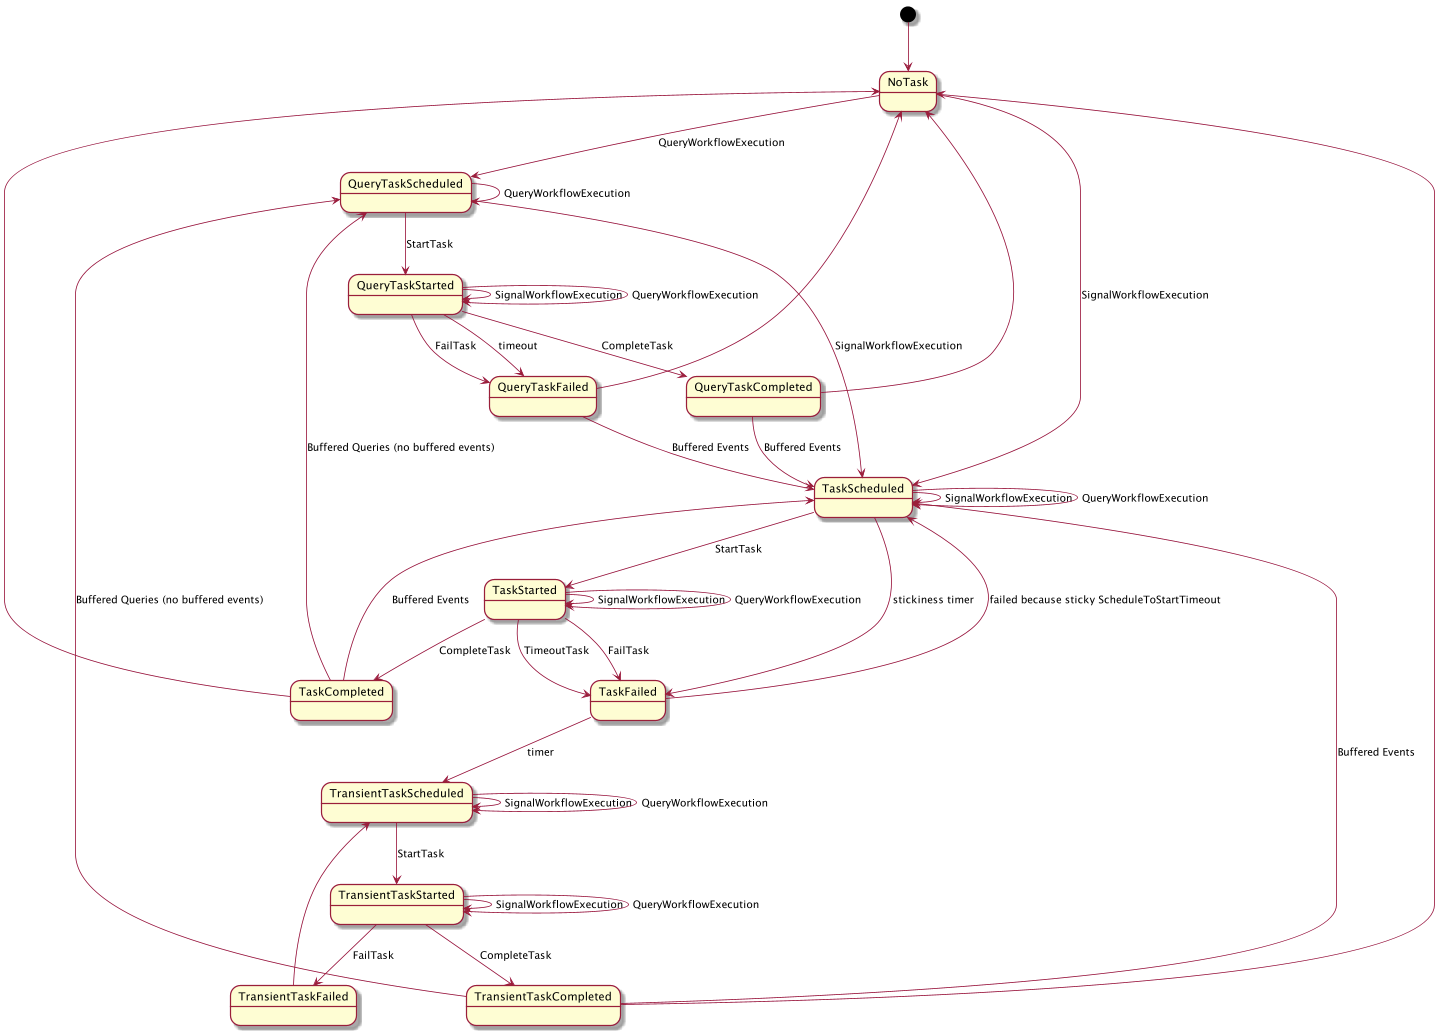 NoTask
QueryWorkflowExecution
QueryTaskScheduled
QueryWorkflowExecution
StartTask
QueryTaskStarted
SignalWorkflowExecution
QueryWorkflowExecution
SignalWorkflowExecution
FailTask
timeout
CompleteTask
SignalWorkflowExecution
QueryTaskFailed
QueryTaskCompleted
Buffered Queries (no buffered events)
Buffered Events
Buffered Events
TaskScheduled
SignalWorkflowExecution
QueryWorkflowExecution
StartTask
TaskStarted
SignalWorkflowExecution
QueryWorkflowExecution
Buffered Queries (no buffered events)
Buffered Events
stickiness timer
failed because sticky ScheduleToStartTimeout
CompleteTask
TimeoutTask
FailTask
TaskCompleted
TaskFailed
timer
Buffered Events
TransientTaskScheduled
SignalWorkflowExecution
QueryWorkflowExecution
StartTask
TransientTaskStarted
SignalWorkflowExecution
QueryWorkflowExecution
FailTask
CompleteTask
TransientTaskFailed
TransientTaskCompleted